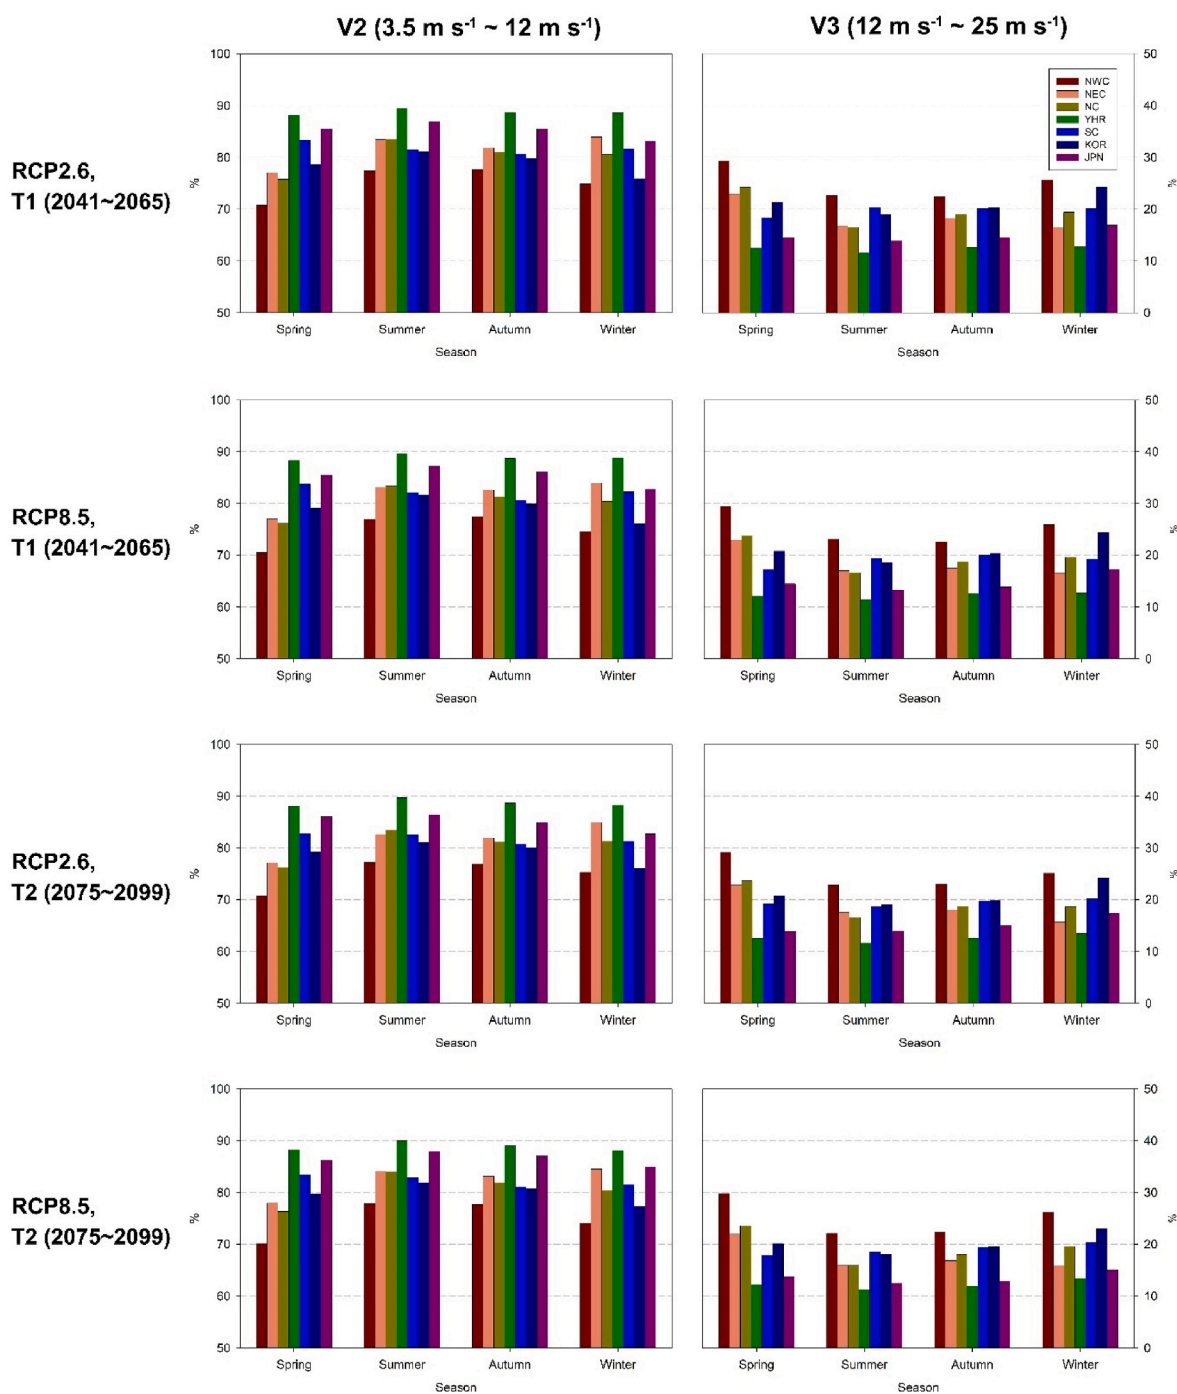 V2 (3.5 m s⁻¹ ~ 12 m s⁻¹)
V3 (12 m s⁻¹ ~ 25 m s⁻¹)
RCP2.6,
T1 (2041~2065)
100
90
80
70
60
50
%
Spring
Summer
Autumn
Winter
Season
NWC
NEC
NC
YHR
SC
KOR
JPN
50
40
30
20
10
0
%
Spring
Summer
Autumn
Winter
Season
RCP8.5,
T1 (2041~2065)
100
90
80
70
60
50
%
Spring
Summer
Autumn
Winter
Season
50
40
30
20
10
0
%
Spring
Summer
Autumn
Winter
Season
RCP2.6,
T2 (2075~2099)
100
90
80
70
60
50
%
Spring
Summer
Autumn
Winter
Season
50
40
30
20
10
0
%
Spring
Summer
Autumn
Winter
Season
RCP8.5,
T2 (2075~2099)
100
90
80
70
60
50
%
Spring
Summer
Autumn
Winter
Season
50
40
30
20
10
0
%
Spring
Summer
Autumn
Winter
Season